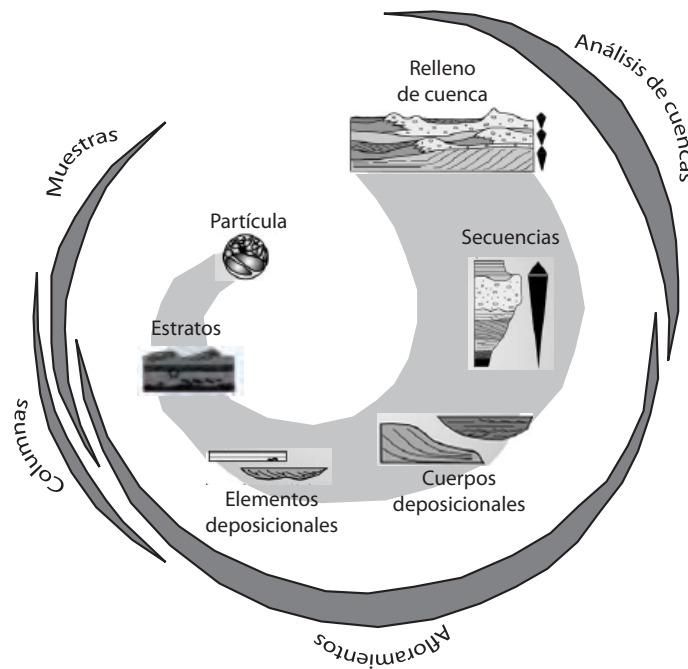 Análisis de cuencas
Relleno
de cuenca
Muestras
Partícula
Secuencias
Estratos
Columnas
Cuerpos
deposicionales
Elementos
deposicionales
Afloramientos